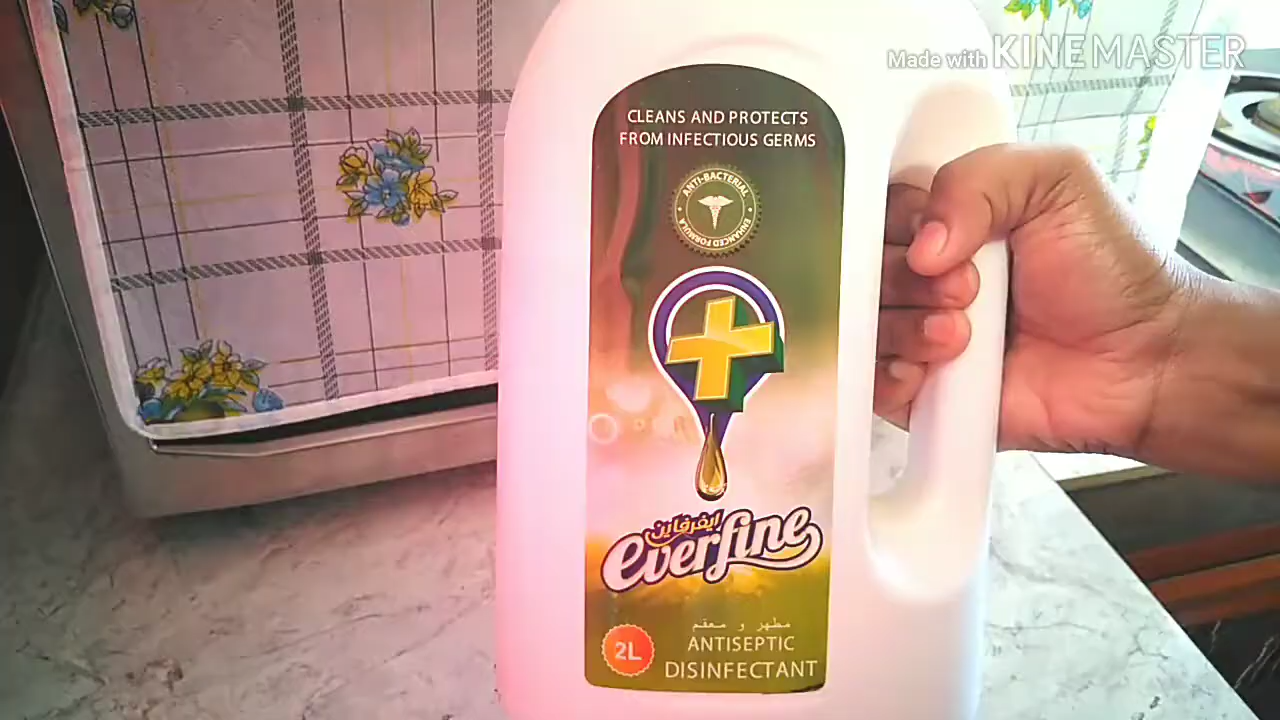 Made with KINEMASTER
CLEANS AND PROTECTS
FROM INFECTIOUS GERMS
ANTI-BACTERIAL
ENHANCED FORMULA
ايفرفاين
everfine
مطهر و معقم
2L
ANTISEPTIC
DISINFECTANT